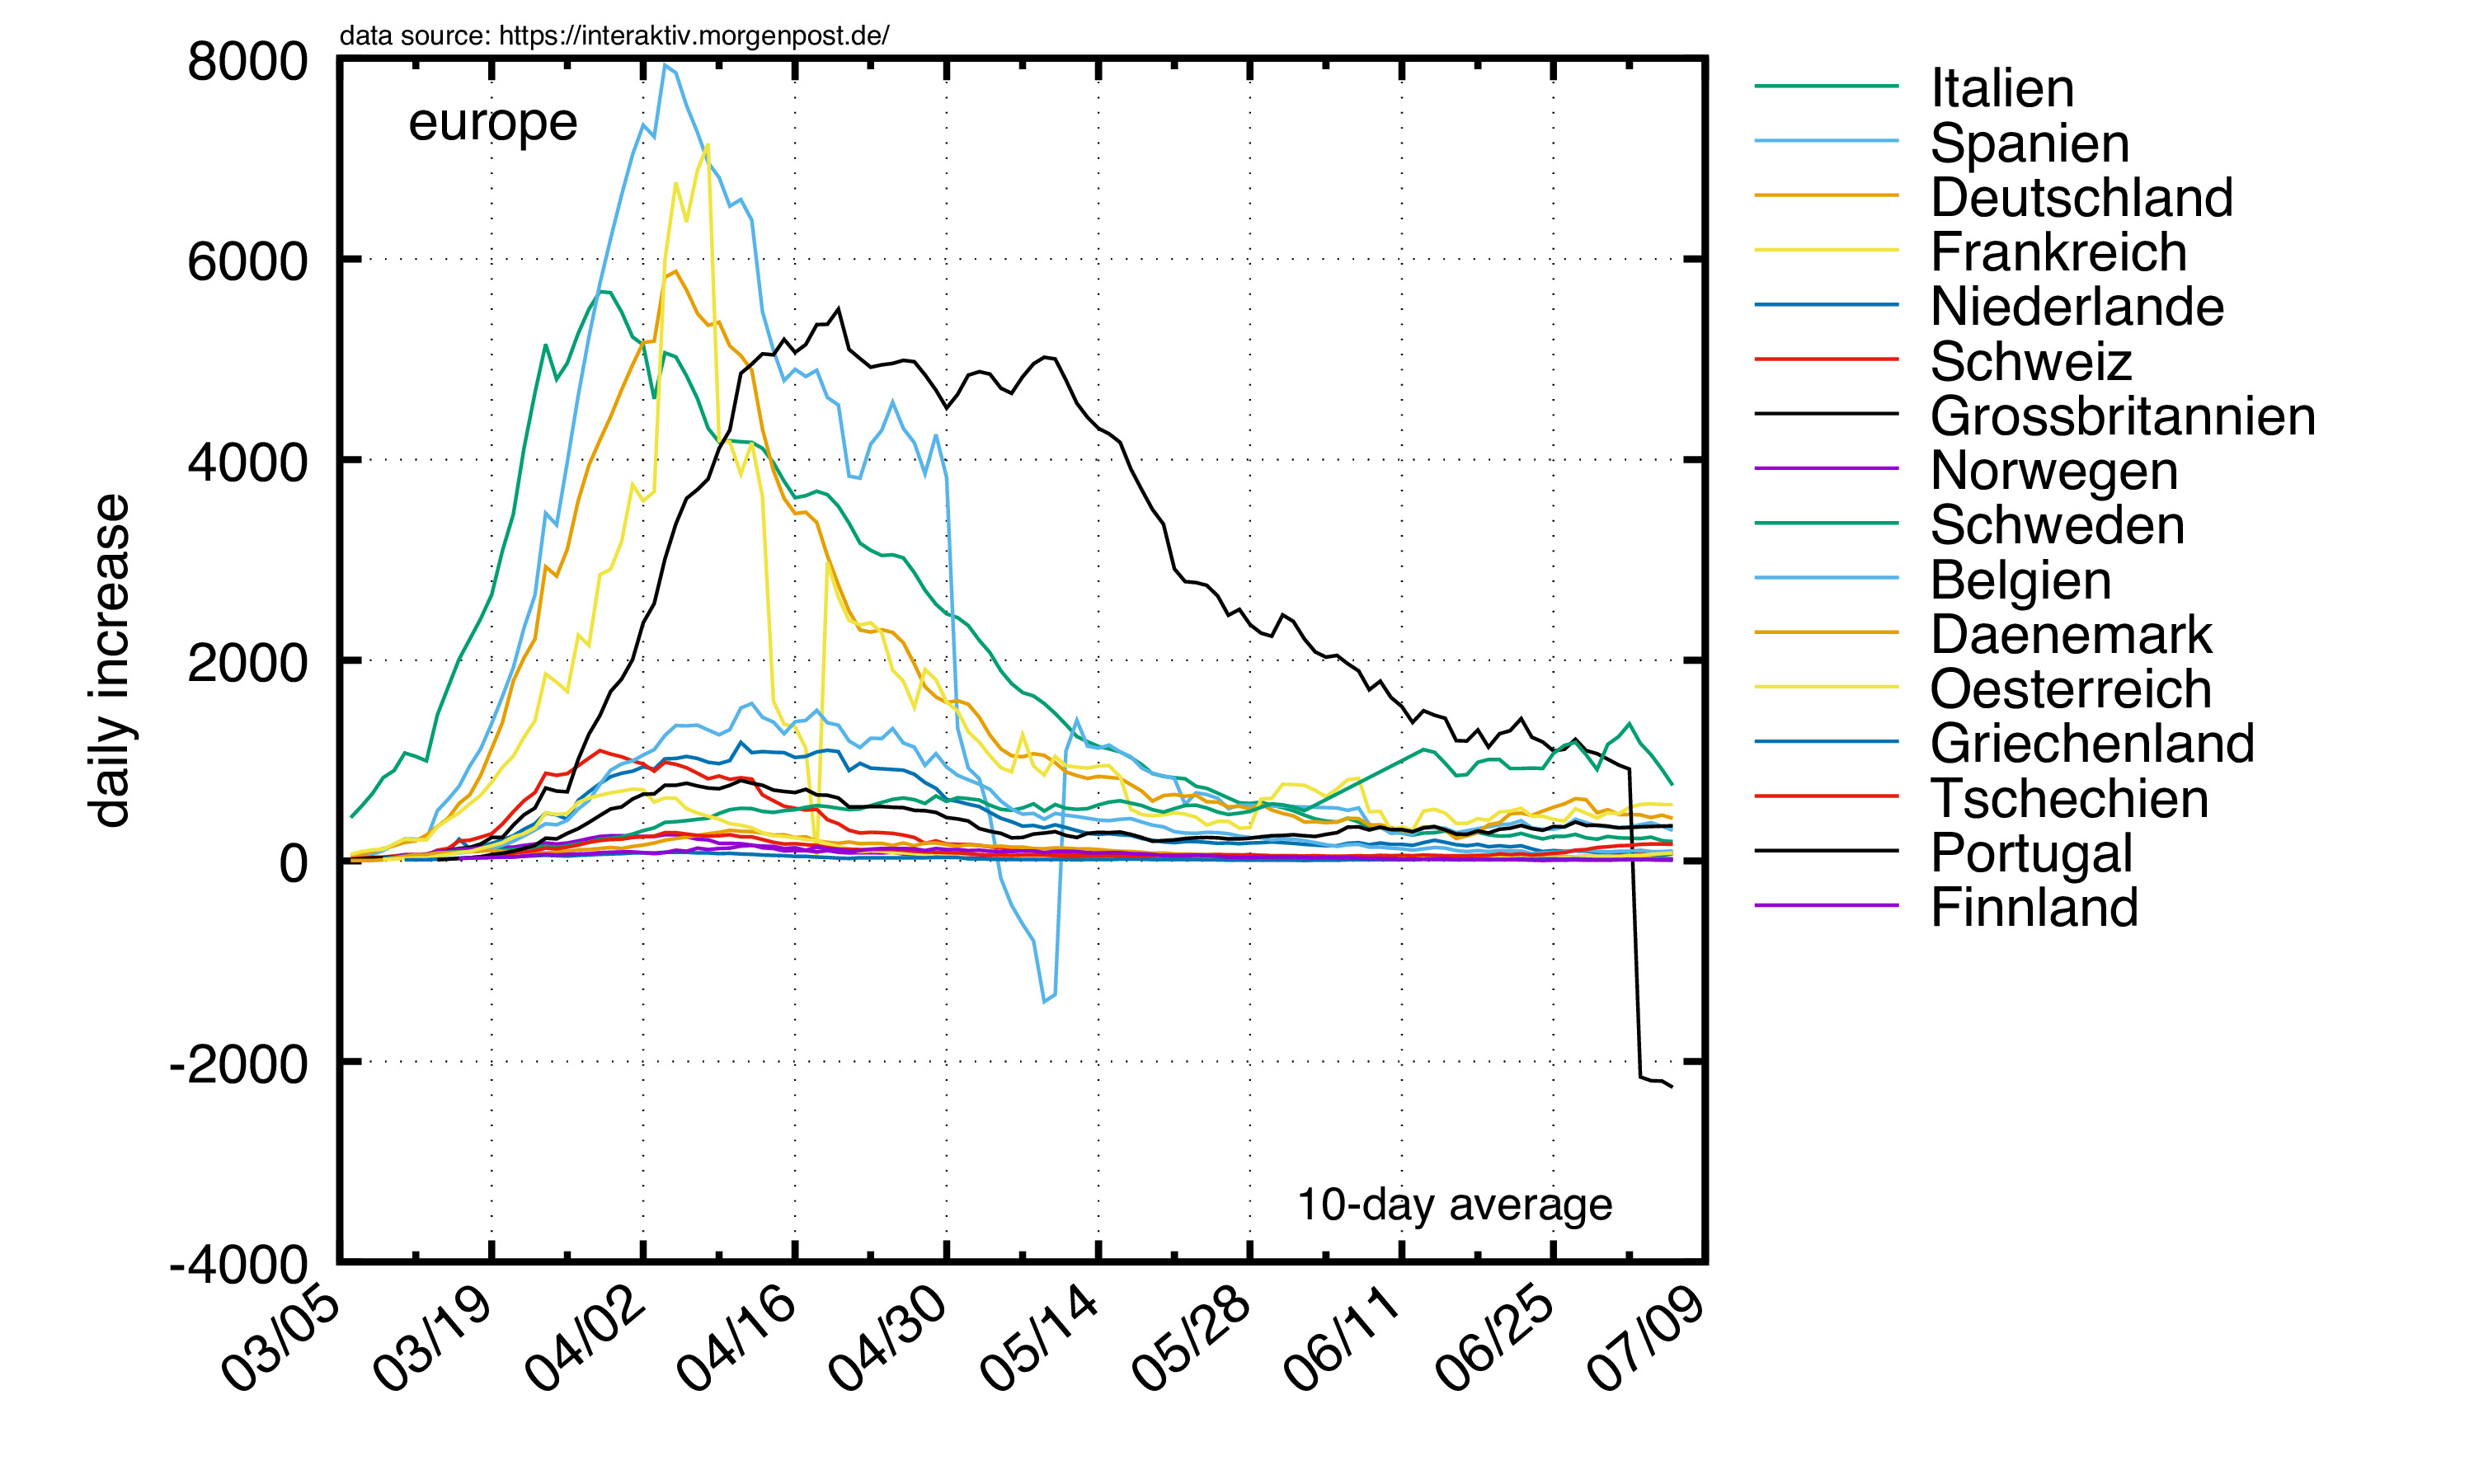 data source: https://interaktiv.morgenpost.de/
8000
6000
4000
2000
0
-2000
-4000
daily increase
europe
10-day average
03/05
03/19
04/02
04/16
04/30
05/14
05/28
06/11
06/25
07/09
Italien
Spanien
Deutschland
Frankreich
Niederlande
Schweiz
Grossbritannien
Norwegen
Schweden
Belgien
Daenemark
Oesterreich
Griechenland
Tschechien
Portugal
Finnland